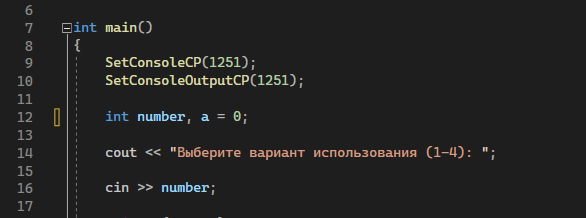 6
7 int main()
8 {
9 SetConsoleCP(1251);
10 SetConsoleOutputCP(1251);
11
12 int number, a = 0;
13
14 cout << "Выберите вариант использования (1-4): ";
15
16 cin >> number;
17